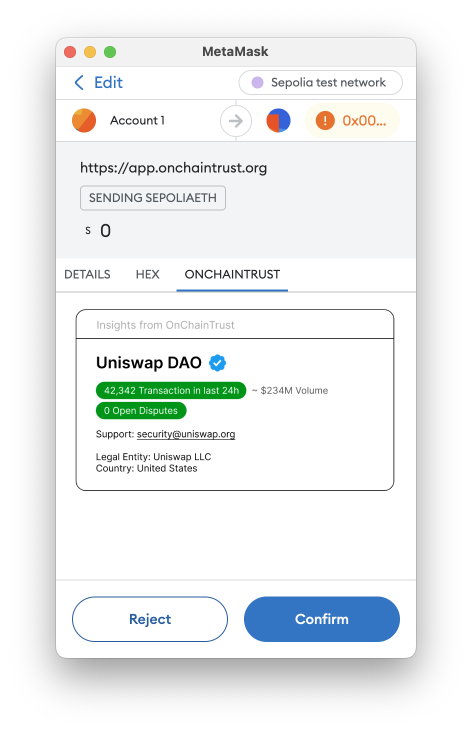 MetaMask
Edit
Sepolia test network
Account 1
0x00...
https://app.onchaintrust.org
SENDING SEPOLIAETH
S 0
DETAILS HEX ONCHAINTRUST
Insights from OnChainTrust
Uniswap DAO
42,342 Transaction in last 24h ~ $234M Volume
0 Open Disputes
Support: security@uniswap.org
Legal Entity: Uniswap LLC
Country: United States
Reject Confirm